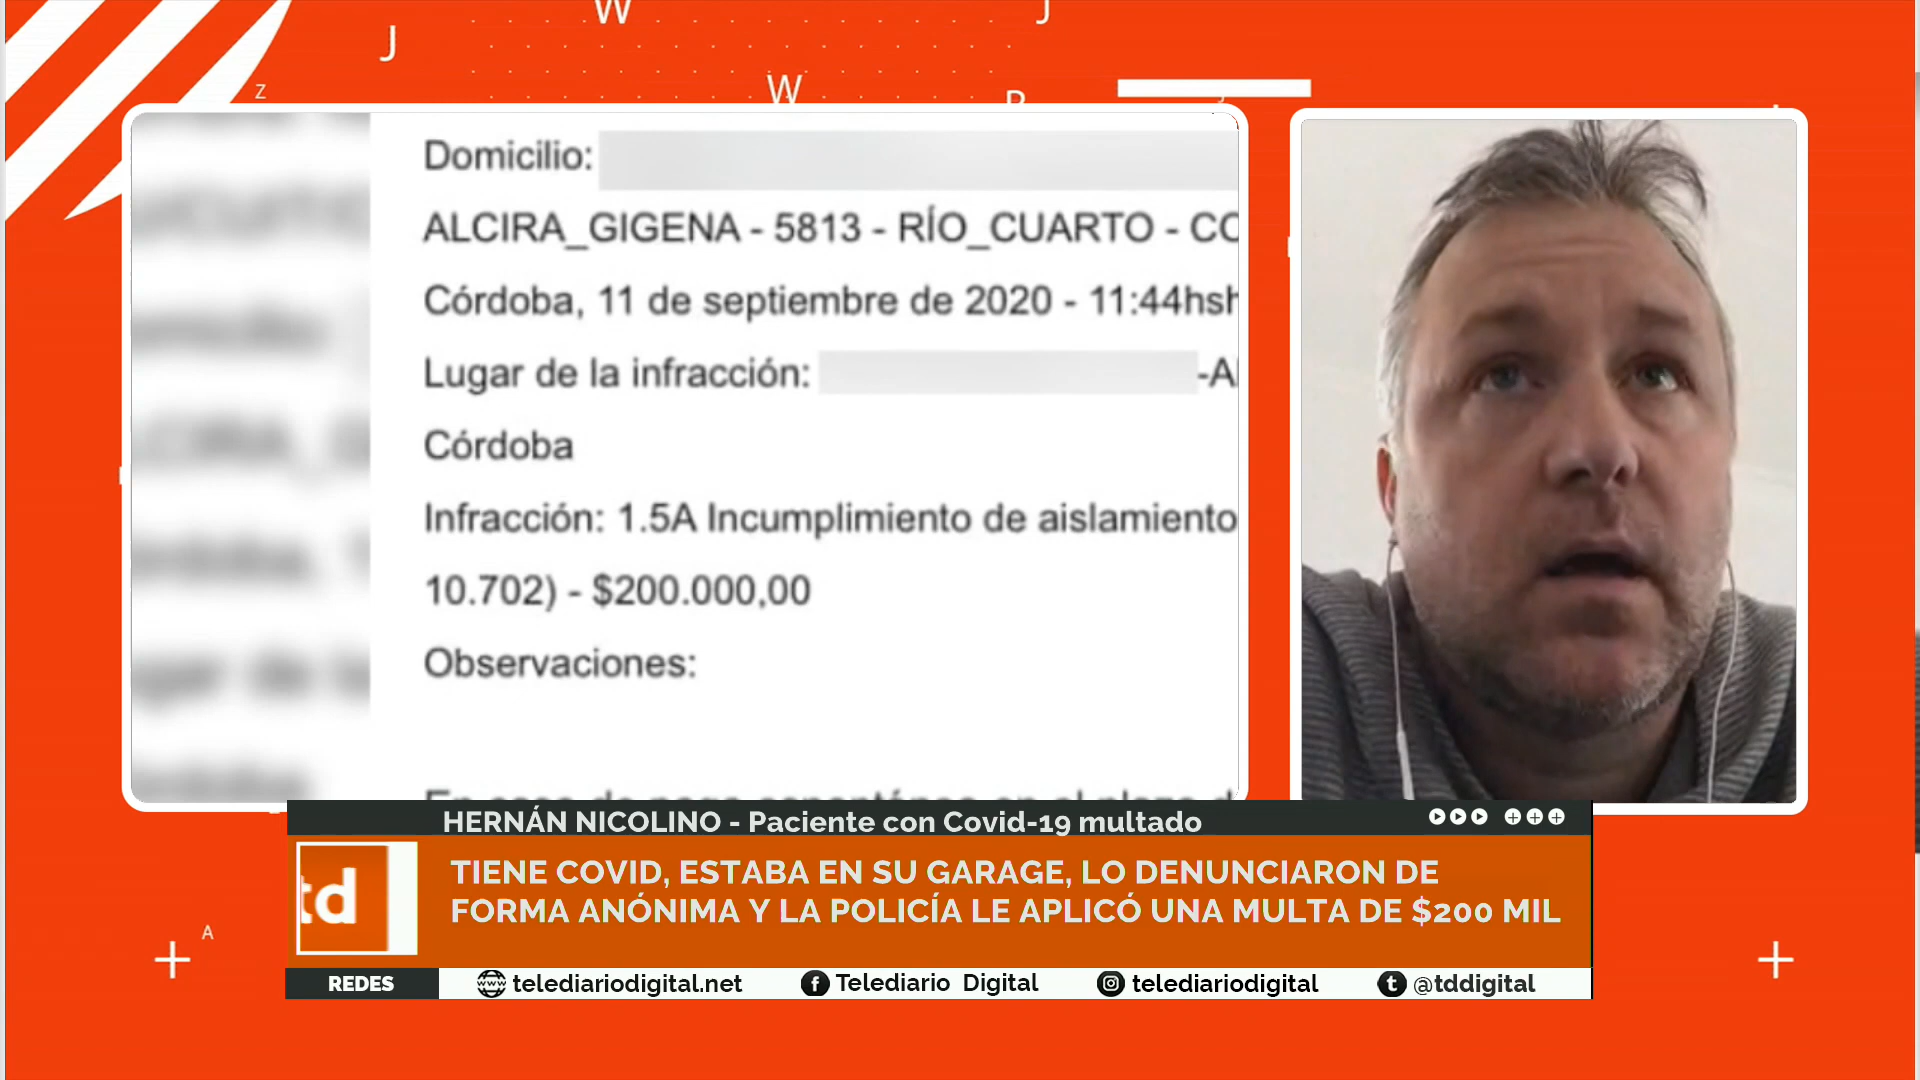 J
W
J
Z
W
Domicilio:
ALCIRA_GIGENA - 5813 - RÍO_CUARTO - CO
Córdoba, 11 de septiembre de 2020 - 11:44hsh
Lugar de la infracción: -A
Córdoba
Infracción: 1.5A Incumplimiento de aislamiento
10.702) - $200.000,00
Observaciones:
HERNÁN NICOLINO - Paciente con Covid-19 multado
td
TIENE COVID, ESTABA EN SU GARAGE, LO DENUNCIARON DE
FORMA ANÓNIMA Y LA POLICÍA LE APLICÓ UNA MULTA DE $200 MIL
A
REDES
www telediariodigital.net
f Telediario Digital
telediariodigital
t @tddigital